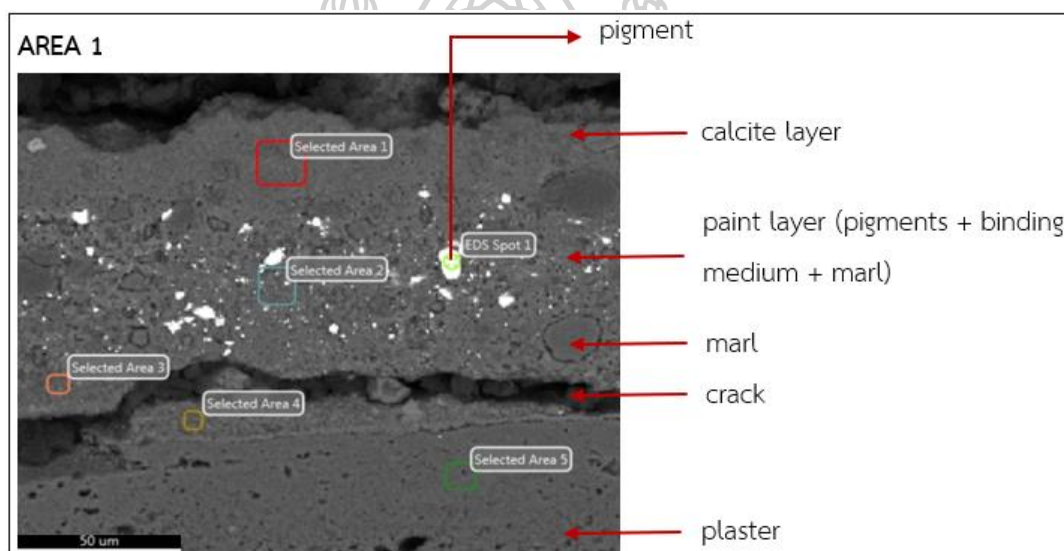 AREA 1
pigment
calcite layer
Selected Area 1
paint layer (pigments + binding
medium + marl)
EDS Spot 1
Selected Area 2
marl
Selected Area 3
crack
Selected Area 4
Selected Area 5
plaster
50 um